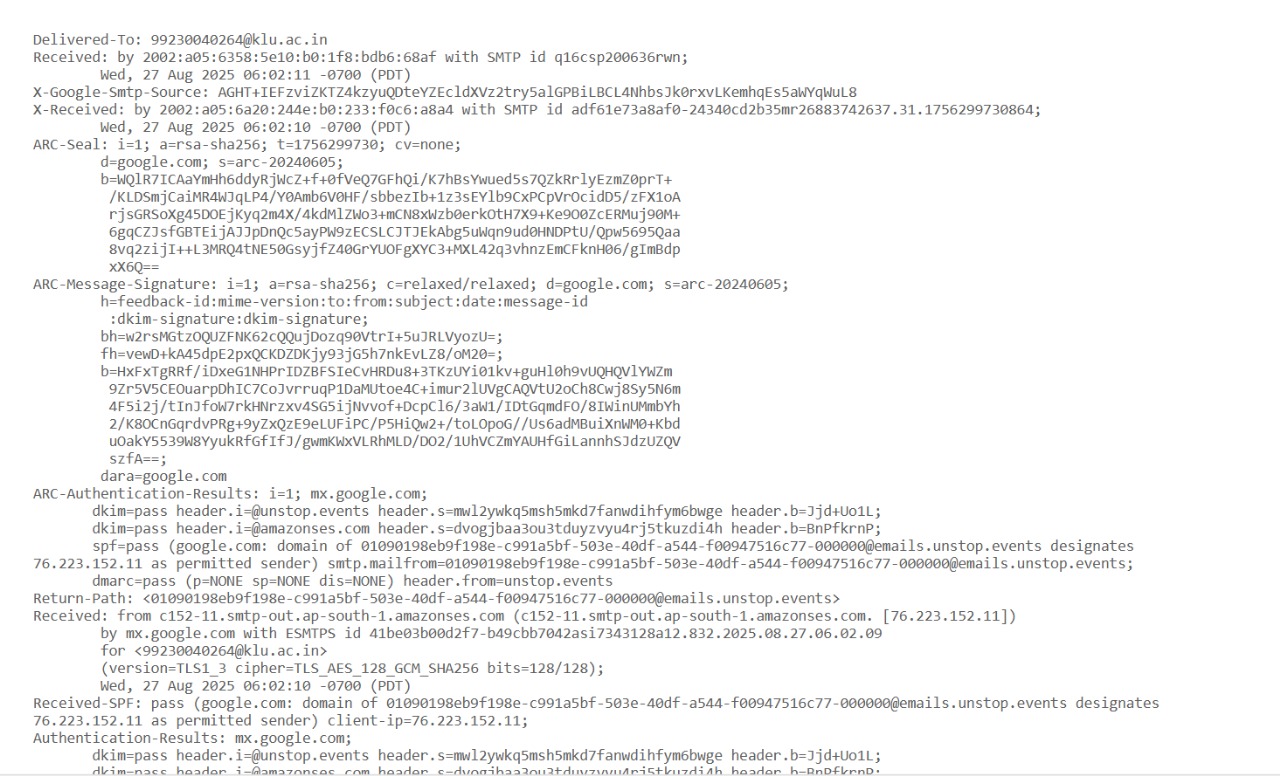 Delivered-To: 99230040264@klu.ac.in
Received: by 2002:a05:6358:5e10:b0:1f8:bdb6:68af with SMTP id q16csp200636rwn;
Wed, 27 Aug 2025 06:02:11 -0700 (PDT)
X-Google-Smtp-Source: AGHT+IEFzviZKTZ4kzyuQDteYZEcldXVz2try5alGPBiLBCL4NhbsJk0rxvLKemhqEs5aWYqWuL8
X-Received: by 2002:a05:6a20:244e:b0:233:f0c6:a8a4 with SMTP id adf61e73a8af0-24340cd2b35mr26883742637.31.1756299730864;
Wed, 27 Aug 2025 06:02:10 -0700 (PDT)
ARC-Seal: i=1; a=rsa-sha256; t=1756299730; cv=none;
d=google.com; s=arc-20240605;
b=WQlR7ICAaYmHh6ddyRjWcZ+f+0fVeQ7GFhQi/K7hBsYwued5s7QZkRrlyEzmZ0prT+
/KLDSmjCaiMR4WJqLP4/Y0Amb6V0HF/sbbezIb+1z3sEYlb9CxPCpVrOcidD5/zFX1oA
rjsGRSoXg45DOEjKyq2m4X/4kdMlZWo3+mCN8xWzb0erkOtH7X9+Ke9O0ZcERMuj90M+
6gqCZJsfGBTEijAJJpDnQc5ayPW9zECSLCJTJEkAbg5uWqn9ud0HNDPtU/Qpw5695Qaa
8vq2zijI++L3MRQ4tNE50GsyjfZ40GrYUOFgXYC3+MXL42q3vhnzEmCFknH06/gImBdp
xX6Q==
ARC-Message-Signature: i=1; a=rsa-sha256; c=relaxed/relaxed; d=google.com; s=arc-20240605;
h=feedback-id:mime-version:to:from:subject:date:message-id
:dkim-signature:dkim-signature;
bh=w2rsMGtzOQUZFNK62cQQujDozq90VtrI+5uJRLVyozU=;
fh=vewD+kA45dpE2pxQCKDZDKjy93jG5h7nkEvLZ8/oM20=;
b=HxFxTgRRf/iDxeG1NHPrIDZBFSIeCvHRDu8+3TKzUYi01kv+guHl0h9vUQHQVlYWZm
9Zr5V5CEOuarpDhIC7CoJvrruqP1DaMUtoe4C+imur2lUVgCAQVtU2oCh8Cwj8Sy5N6m
4F5i2j/tInJfoW7rkHNrzxv4SG5ijNvvof+DcpCl6/3aW1/IDtGqmdFO/8IWinUMmbYh
2/K8OCnGqrdvPRg+9yZxQzE9eLUFiPC/P5HiQw2+/toLOpoG//Us6adMBuiXnWM0+Kbd
uOakY5539W8YyukRfGfIfJ/gwmKWxVLRhMLD/DO2/1UhVCZmYAUHfGiLannhSJdzUZQV
szfA==;
dara=google.com
ARC-Authentication-Results: i=1; mx.google.com;
dkim=pass header.i=@unstop.events header.s=mwl2ywkq5msh5mkd7fanwdihfym6bwge header.b=Jjd+Uo1L;
dkim=pass header.i=@amazonses.com header.s=dvogjbaa3ou3tduyzvyu4rj5tkuzdi4h header.b=BnPfkrnP;
spf=pass (google.com: domain of 01090198eb9f198e-c991a5bf-503e-40df-a544-f00947516c77-000000@emails.unstop.events designates
76.223.152.11 as permitted sender) smtp.mailfrom=01090198eb9f198e-c991a5bf-503e-40df-a544-f00947516c77-000000@emails.unstop.events;
dmarc=pass (p=NONE sp=NONE dis=NONE) header.from=unstop.events
Return-Path: <01090198eb9f198e-c991a5bf-503e-40df-a544-f00947516c77-000000@emails.unstop.events>
Received: from c152-11.smtp-out.ap-south-1.amazonses.com (c152-11.smtp-out.ap-south-1.amazonses.com. [76.223.152.11])
by mx.google.com with ESMTPS id 41be03b00d2f7-b49cbb7042asi7343128a12.832.2025.08.27.06.02.09
for <99230040264@klu.ac.in>
(version=TLS1_3 cipher=TLS_AES_128_GCM_SHA256 bits=128/128);
Wed, 27 Aug 2025 06:02:10 -0700 (PDT)
Received-SPF: pass (google.com: domain of 01090198eb9f198e-c991a5bf-503e-40df-a544-f00947516c77-000000@emails.unstop.events designates
76.223.152.11 as permitted sender) client-ip=76.223.152.11;
Authentication-Results: mx.google.com;
dkim=pass header.i=@unstop.events header.s=mwl2ywkq5msh5mkd7fanwdihfym6bwge header.b=Jjd+Uo1L;
dkim=pass header.i=@amazonses.com header.s=dvogjbaa3ou3tduyzvyu4rj5tkuzdi4h header.b=BnPfkrnP;